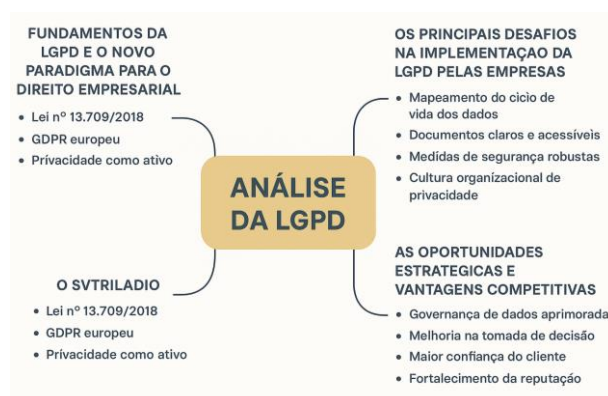 FUNDAMENTOS DA
LGPD E O NOVO
PARADIGMA PARA O
DIREITO EMPRESARIAL
• Lei nº 13.709/2018
• GDPR europeu
• Prívacidade como ativo
O SVTRILADIO
• Lei nº 13.709/2018
• GDPR europeu
• Prívacidade como ativo
ANÁLISE
DA LGPD
OS PRINCIPAIS DESAFIOS
NA IMPLEMENTAÇAO DA
LGPD PELAS EMPRESAS
• Mapeamento do cicio de
vida dos dados
• Documentos claros e acessíveìs
• Medídas de segurança robustas
• Cultura organizacional de
privacidade
AS OPORTUNIDADES
ESTRATEGICAS E
VANTAGENS COMPETITIVAS
• Governança de dados aprimorada
• Melhoria na tomada de decisão
• Maior confiança do cliente
• Fortalecimento da reputação